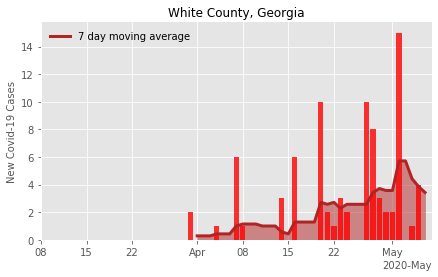 White County, Georgia
7 day moving average
New Covid-19 Cases
14
12
10
8
6
4
2
0
08 15 22 Apr 08 15 22 May
2020-May